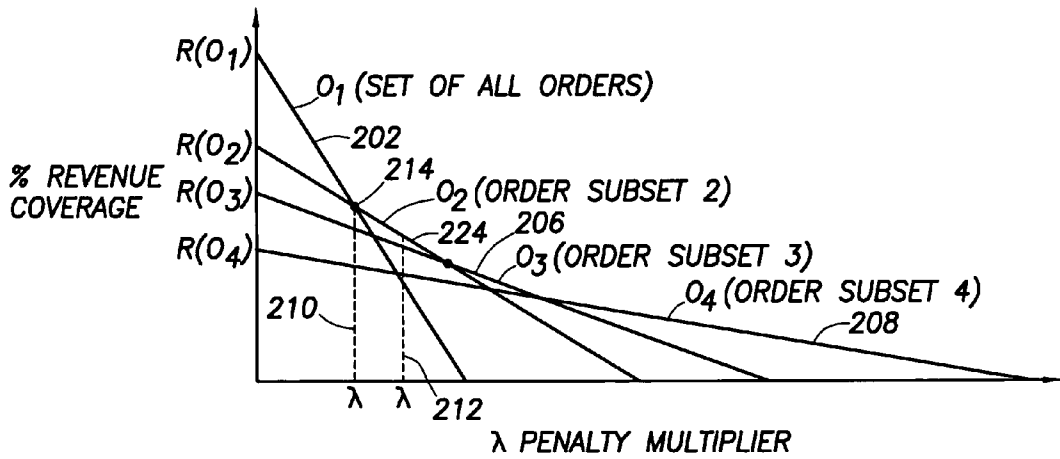 R(O1)
O1 (SET OF ALL ORDERS)
202
R(O2)
214
% REVENUE
COVERAGE
R(O3)
O2 (ORDER SUBSET 2)
224
206
R(O4)
O3 (ORDER SUBSET 3)
O4 (ORDER SUBSET 4)
210
208
λ
λ
212
λ PENALTY MULTIPLIER